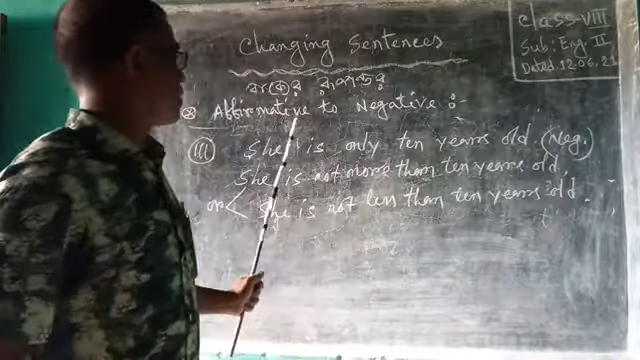 Class-VIII
Sub: Eng. II
Dated. 12.06.21
Changing Sentences
Affirmative to Negative :-
(III) She is only ten years old. (Neg.)
She is not more than ten years old.
or < She is not less than ten years old.